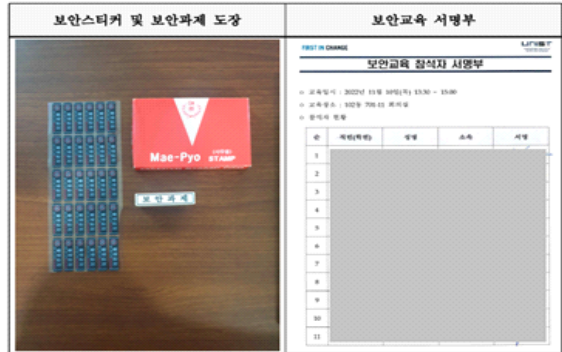 보안스티커 및 보안과제 도장
보안교육 서명부
FIRST IN CHANGE
UNIST
보안교육 참석자 서명부
○ 교육일시 : 2022년 11월 10일(목) 13:30 ~ 15:00
○ 교육장소 : 102동 701-11 회의실
○ 참석자 현황
순 직번(학번) 성명 소속 서명
1
2
3
4
5
6
7
8
9
10
11
Mae-Pyo STAMP
보안과제